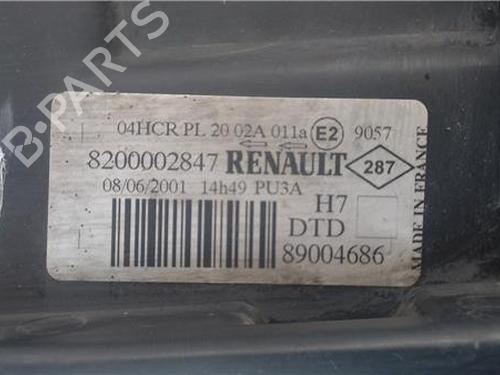 04HCR PL 20 02A 011a E2 9057
8200002847 RENAULT 287
08/06/2001 14h49 PU3A
H7
DTD
89004686
MADE IN FRANCE